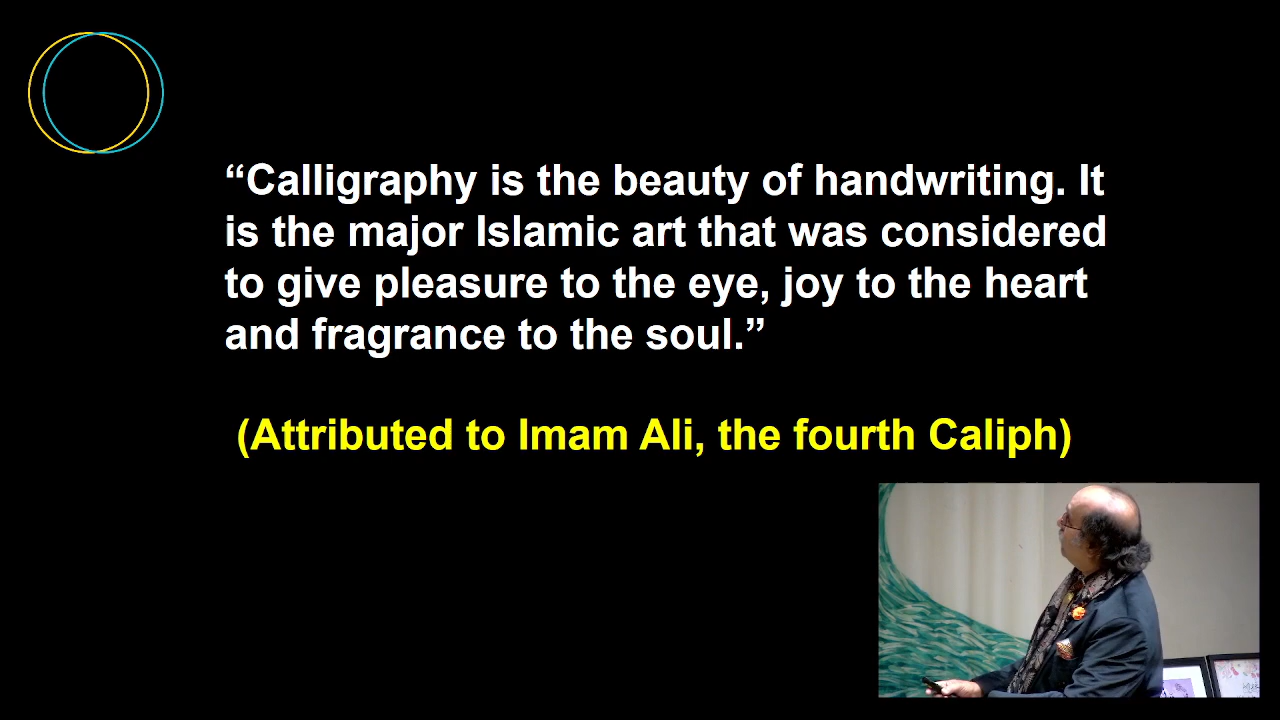 “Calligraphy is the beauty of handwriting. It
is the major Islamic art that was considered
to give pleasure to the eye, joy to the heart
and fragrance to the soul.”
(Attributed to Imam Ali, the fourth Caliph)